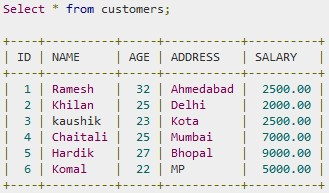 Select * from customers;
+----+----------+-----+-----------+----------+
| ID | NAME | AGE | ADDRESS | SALARY |
+----+----------+-----+-----------+----------+
| 1 | Ramesh | 32 | Ahmedabad | 2500.00 |
| 2 | Khilan | 25 | Delhi | 2000.00 |
| 3 | kaushik | 23 | Kota | 2500.00 |
| 4 | Chaitali | 25 | Mumbai | 7000.00 |
| 5 | Hardik | 27 | Bhopal | 9000.00 |
| 6 | Komal | 22 | MP | 5000.00 |
+----+----------+-----+-----------+----------+